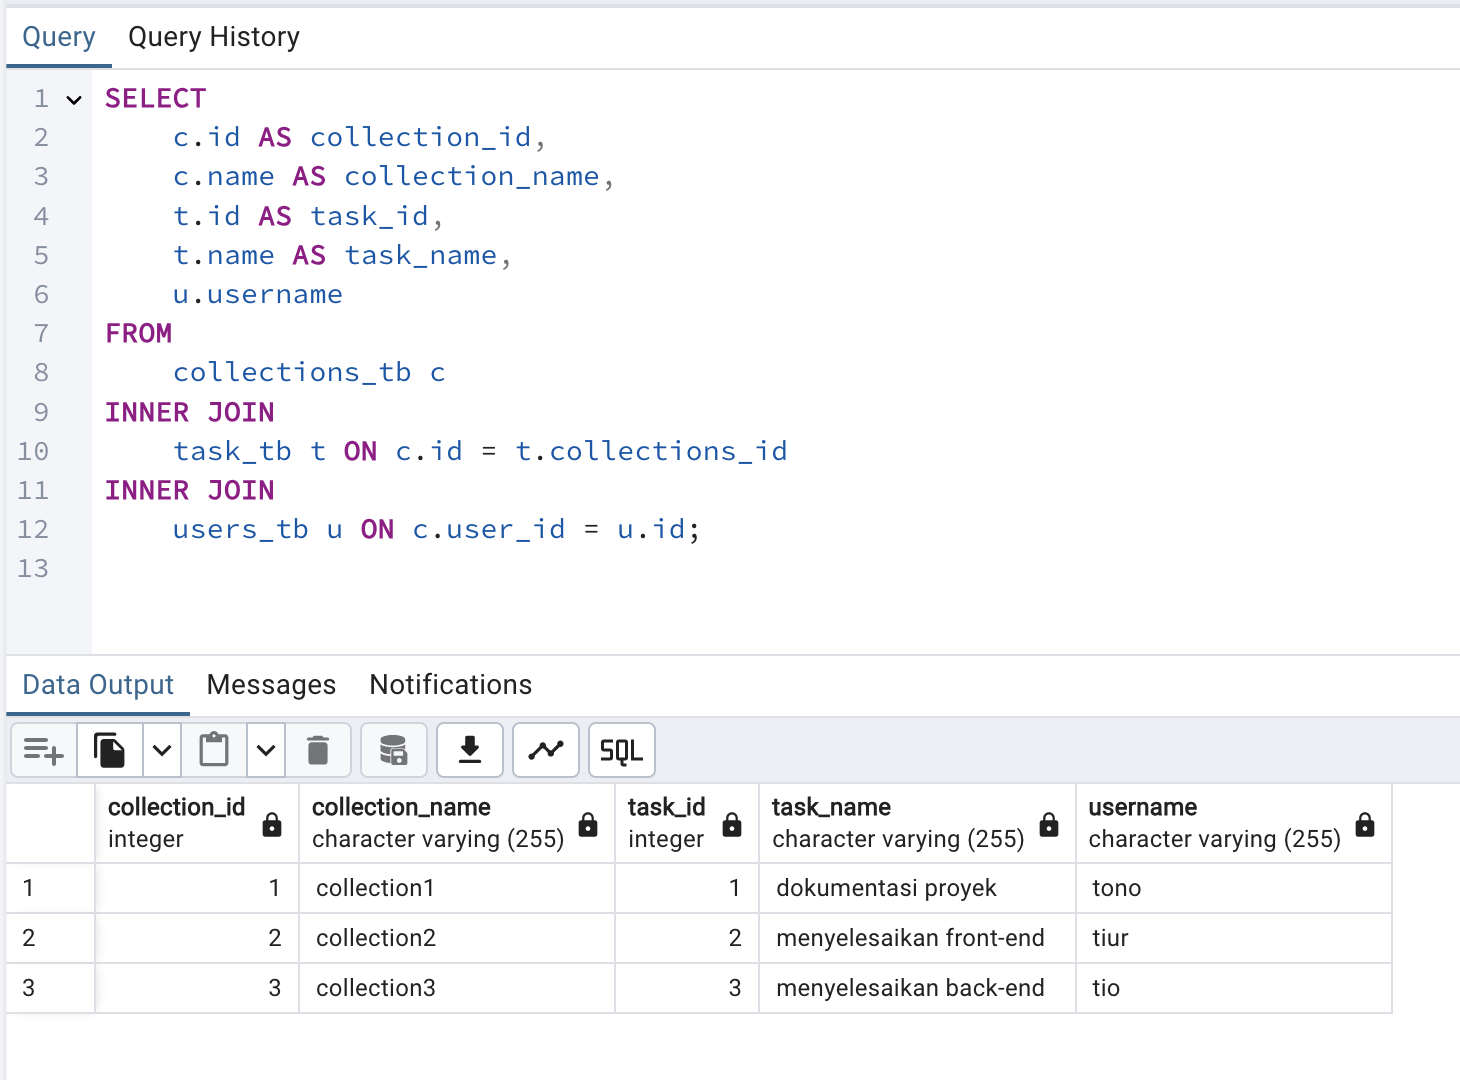 Query Query History
1 SELECT
2 c.id AS collection_id,
3 c.name AS collection_name,
4 t.id AS task_id,
5 t.name AS task_name,
6 u.username
7 FROM
8 collections_tb c
9 INNER JOIN
10 task_tb t ON c.id = t.collections_id
11 INNER JOIN
12 users_tb u ON c.user_id = u.id;
13
Data Output Messages Notifications
SQL
collection_id collection_name task_id task_name username
integer character varying (255) integer character varying (255) character varying (255)
1 1 collection1 1 dokumentasi proyek tono
2 2 collection2 2 menyelesaikan front-end tiur
3 3 collection3 3 menyelesaikan back-end tio